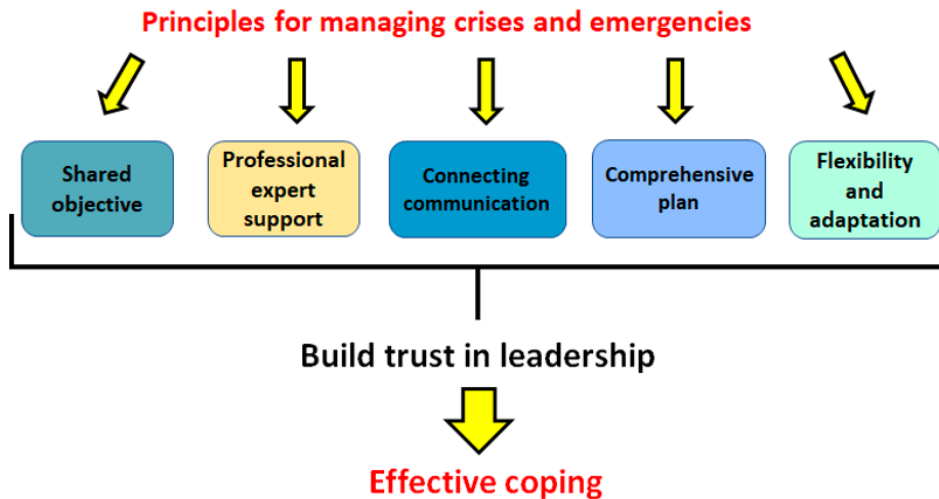 Principles for managing crises and emergencies
Shared
objective
Professional
expert
support
Connecting
communication
Comprehensive
plan
Flexibility
and
adaptation
Build trust in leadership
Effective coping